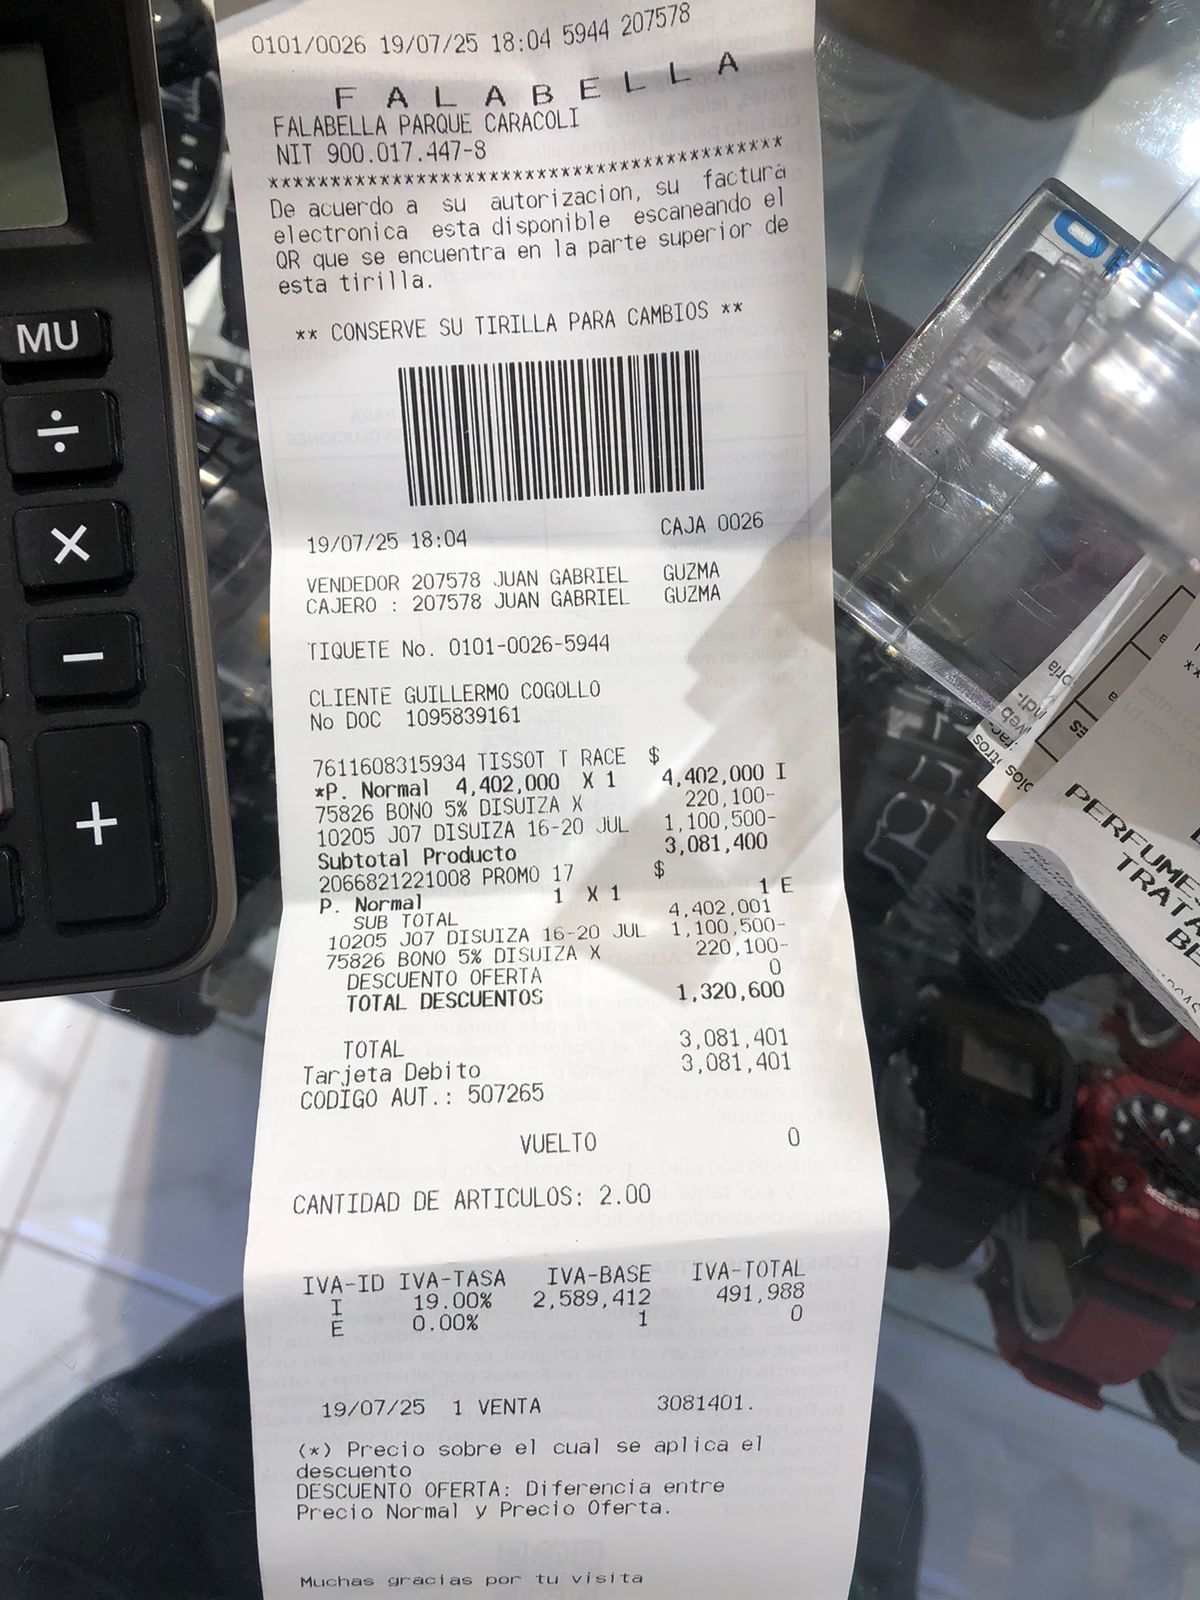 0101/0026 19/07/25 18:04 5944 207578
F A L A B E L L A
FALABELLA PARQUE CARACOLI
NIT 900.017.447-8
******************************************
De acuerdo a su autorizacion, su factura
electronica esta disponible escaneando el
QR que se encuentra en la parte superior de
esta tirilla.
** CONSERVE SU TIRILLA PARA CAMBIOS **
19/07/25 18:04 CAJA 0026
VENDEDOR 207578 JUAN GABRIEL GUZMA
CAJERO : 207578 JUAN GABRIEL GUZMA
TIQUETE No. 0101-0026-5944
CLIENTE GUILLERMO COGOLLO
No DOC 1095839161
7611608315934 TISSOT T RACE $
*P. Normal 4,402,000 X 1 4,402,000 I
75826 BONO 5% DISUIZA X 220,100-
10205 J07 DISUIZA 16-20 JUL 1,100,500-
Subtotal Producto 3,081,400
2066821221008 PROMO 17 $
P. Normal 1 X 1 1 E
SUB TOTAL 4,402,001
10205 J07 DISUIZA 16-20 JUL 1,100,500-
75826 BONO 5% DISUIZA X 220,100-
DESCUENTO OFERTA 0
TOTAL DESCUENTOS 1,320,600
TOTAL 3,081,401
Tarjeta Debito 3,081,401
CODIGO AUT.: 507265
VUELTO 0
CANTIDAD DE ARTICULOS: 2.00
IVA-ID IVA-TASA IVA-BASE IVA-TOTAL
I 19.00% 2,589,412 491,988
E 0.00% 1 0
19/07/25 1 VENTA 3081401.
(*) Precio sobre el cual se aplica el
descuento
DESCUENTO OFERTA: Diferencia entre
Precio Normal y Precio Oferta.
Muchas gracias por tu visita
MU
÷
×
−
+